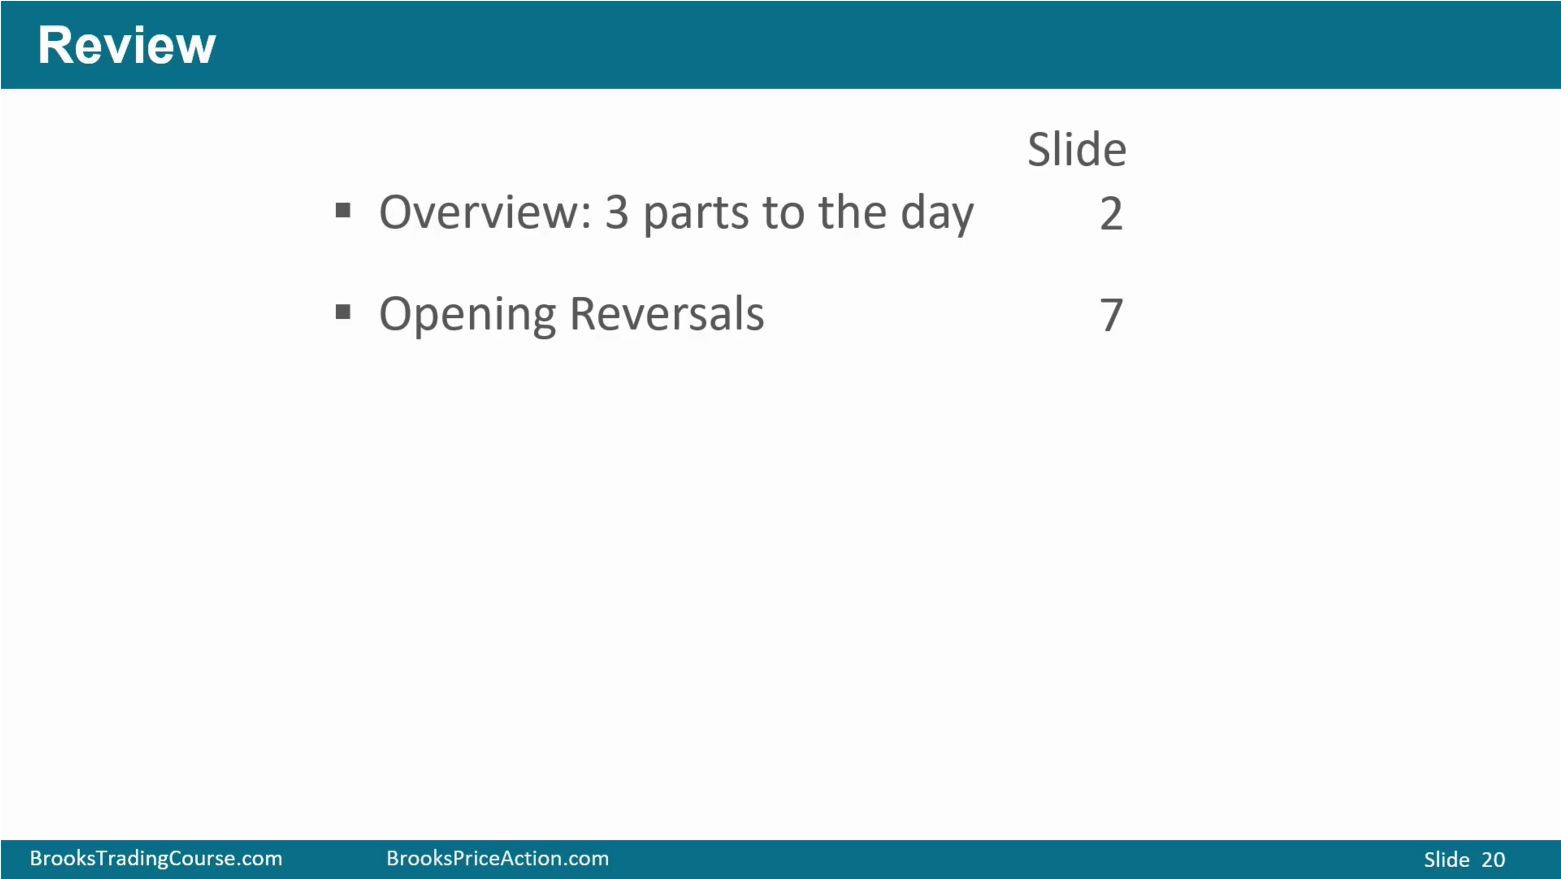 Review
Slide
▪ Overview: 3 parts to the day 2
▪ Opening Reversals 7
BrooksTradingCourse.com BrooksPriceAction.com Slide 20